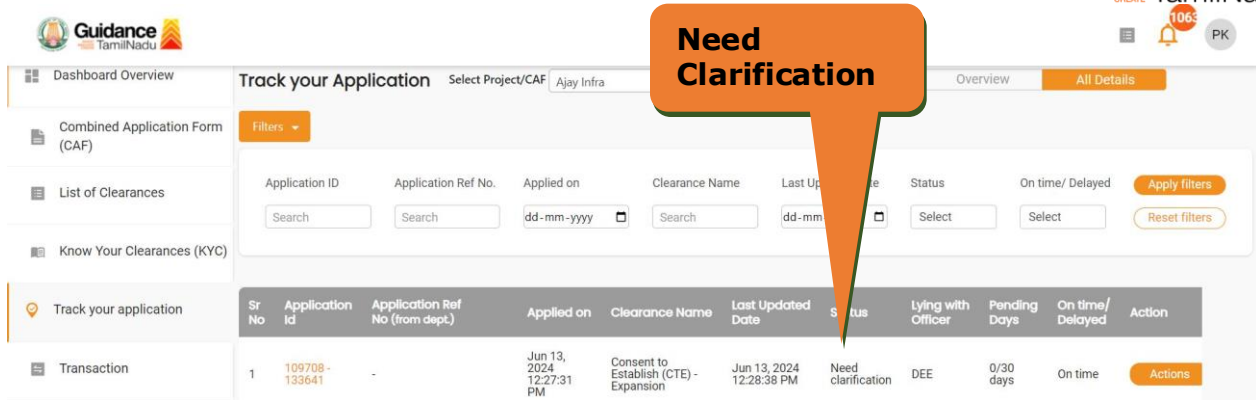 Guidance
TamilNadu
1063
PK
Need
Clarification
Dashboard Overview
Combined Application Form
(CAF)
List of Clearances
Know Your Clearances (KYC)
Track your application
Transaction
Track your Application
Select Project/CAF
Ajay Infra
Overview
All Details
Filters
Application ID
Application Ref No.
Applied on
Clearance Name
Status
On time/ Delayed
Apply filters
Search
Search
dd-mm-yyyy
Search
Select
Select
Reset filters
Sr No
Application Id
Application Ref No (from dept.)
Applied on
Clearance Name
Last Updated Date
Lying with Officer
Pending Days
On time/ Delayed
Action
1
109708 - 133641
-
Jun 13, 2024 12:27:31 PM
Consent to Establish (CTE) - Expansion
Jun 13, 2024 12:28:38 PM
Need clarification
DEE
0/30 days
On time
Actions